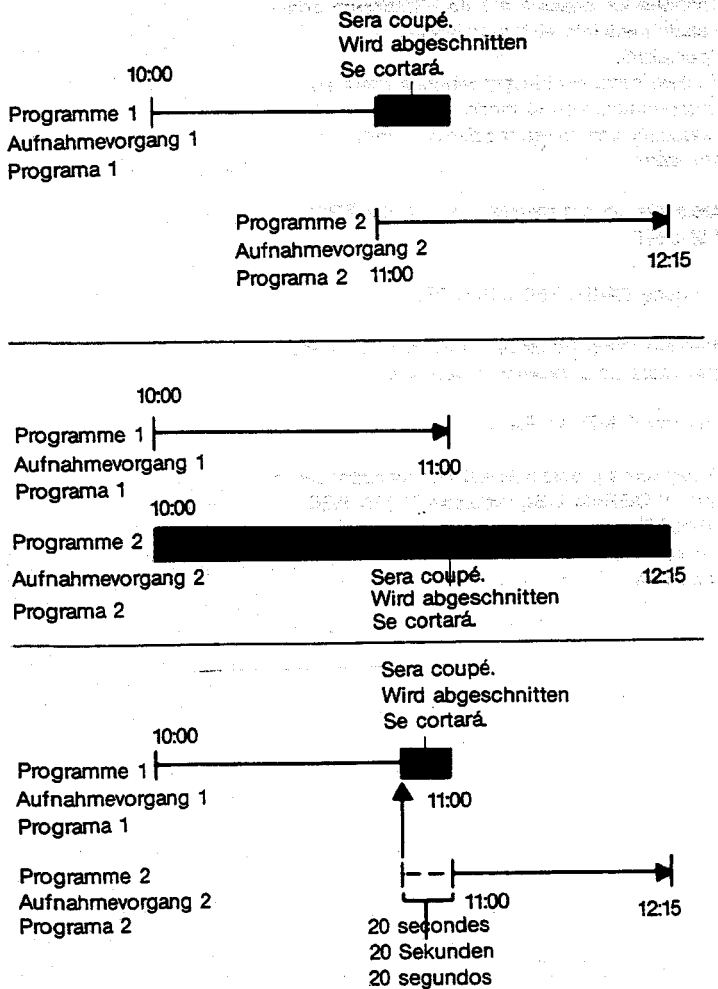 Sera coupé.
Wird abgeschnitten
Se cortará.
10:00
Programme 1
Aufnahmevorgang 1
Programa 1
Programme 2
Aufnahmevorgang 2
Programa 2
11:00
12:15
10:00
Programme 1
Aufnahmevorgang 1
Programa 1
11:00
10:00
Programme 2
Aufnahmevorgang 2
Programa 2
Sera coupé.
Wird abgeschnitten
Se cortará.
12:15
Sera coupé.
Wird abgeschnitten
Se cortará.
10:00
Programme 1
Aufnahmevorgang 1
Programa 1
11:00
Programme 2
Aufnahmevorgang 2
Programa 2
11:00
12:15
20 secondes
20 Sekunden
20 segundos